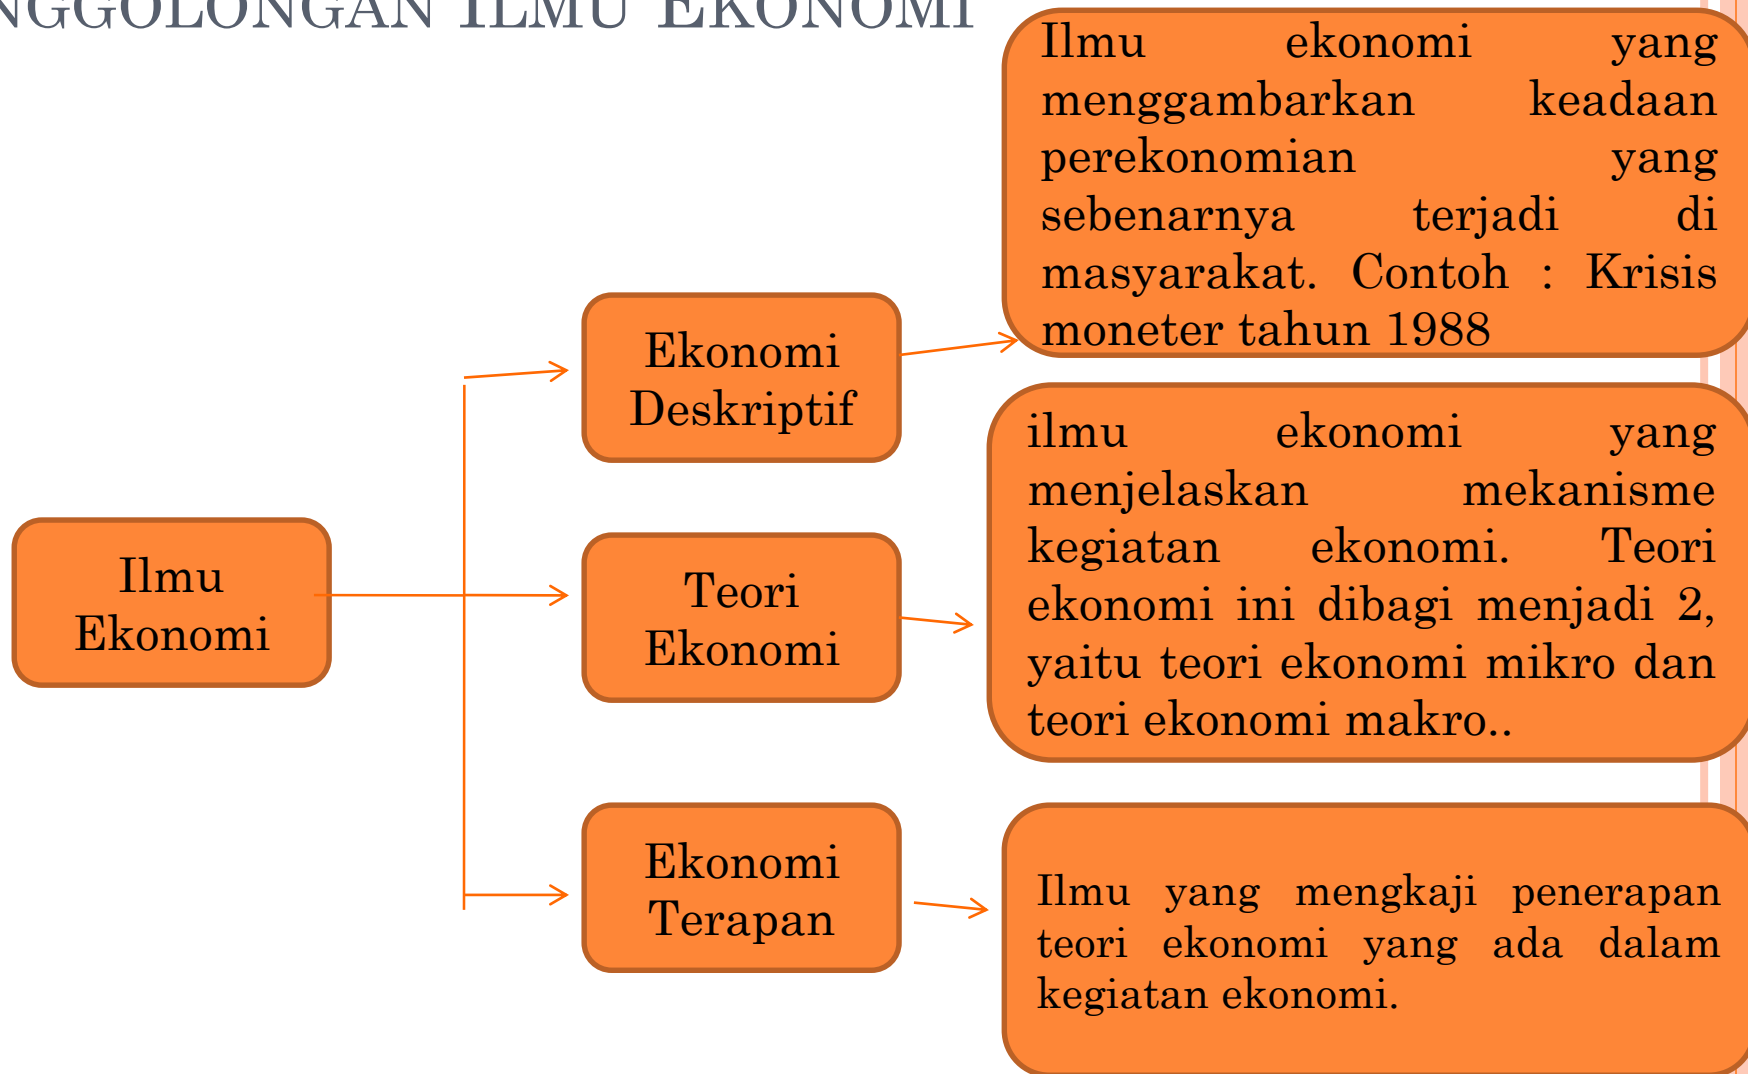 NGGOLONGAN ILMU EKONOMI
Ilmu ekonomi yang
menggambarkan keadaan
perekonomian yang
sebenarnya terjadi di
masyarakat. Contoh : Krisis
moneter tahun 1988
Ekonomi
Deskriptif
ilmu ekonomi yang
menjelaskan mekanisme
kegiatan ekonomi. Teori
ekonomi ini dibagi menjadi 2,
yaitu teori ekonomi mikro dan
teori ekonomi makro..
Ilmu
Ekonomi
Teori
Ekonomi
Ekonomi
Terapan
Ilmu yang mengkaji penerapan
teori ekonomi yang ada dalam
kegiatan ekonomi.